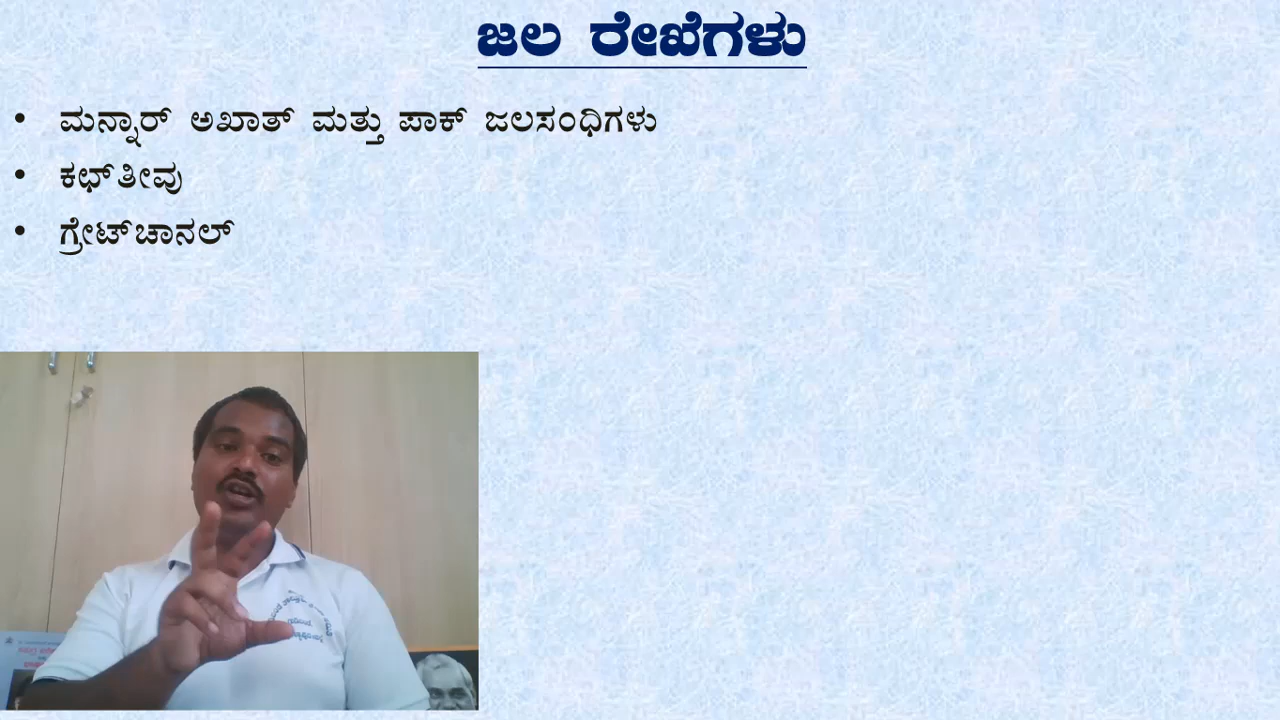 ಜಲ ರೇಖೆಗಳು
• ಮನ್ನಾರ್ ಅಖಾತ್ ಮತ್ತು ಪಾಕ್ ಜಲಸಂಧಿಗಳು
• ಕಛ್‌ತೀವು
• ಗ್ರೇಟ್‌ಚಾನಲ್